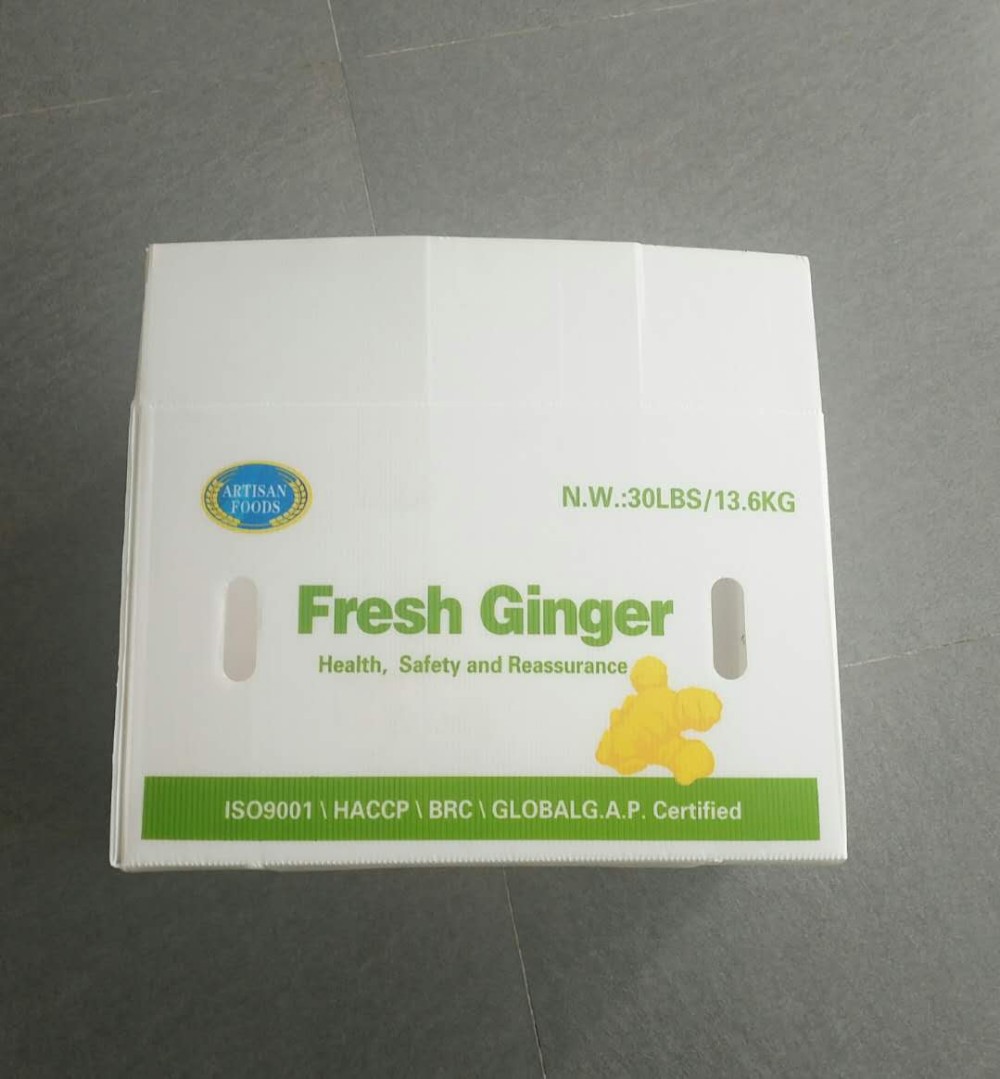 ARTISAN
FOODS
N.W.:30LBS/13.6KG
Fresh Ginger
Health, Safety and Reassurance
ISO9001 \ HACCP \ BRC \ GLOBALG.A.P. Certified